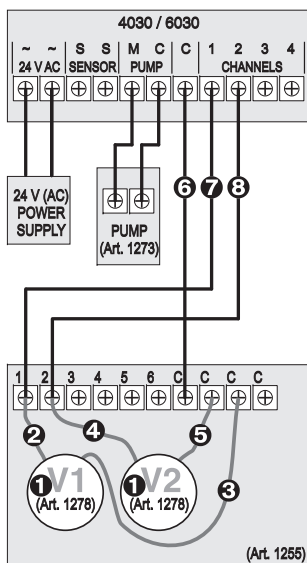 4030 / 6030
~ ~ S S M C C 1 2 3 4
24 V AC SENSOR PUMP CHANNELS
24 V (AC)
POWER
SUPPLY
PUMP
(Art. 1273)
6 7 8
1 2 3 4 5 6 C C C C
2 4 5
1 V1 1 V2 3
(Art. 1278) (Art. 1278)
(Art. 1255)